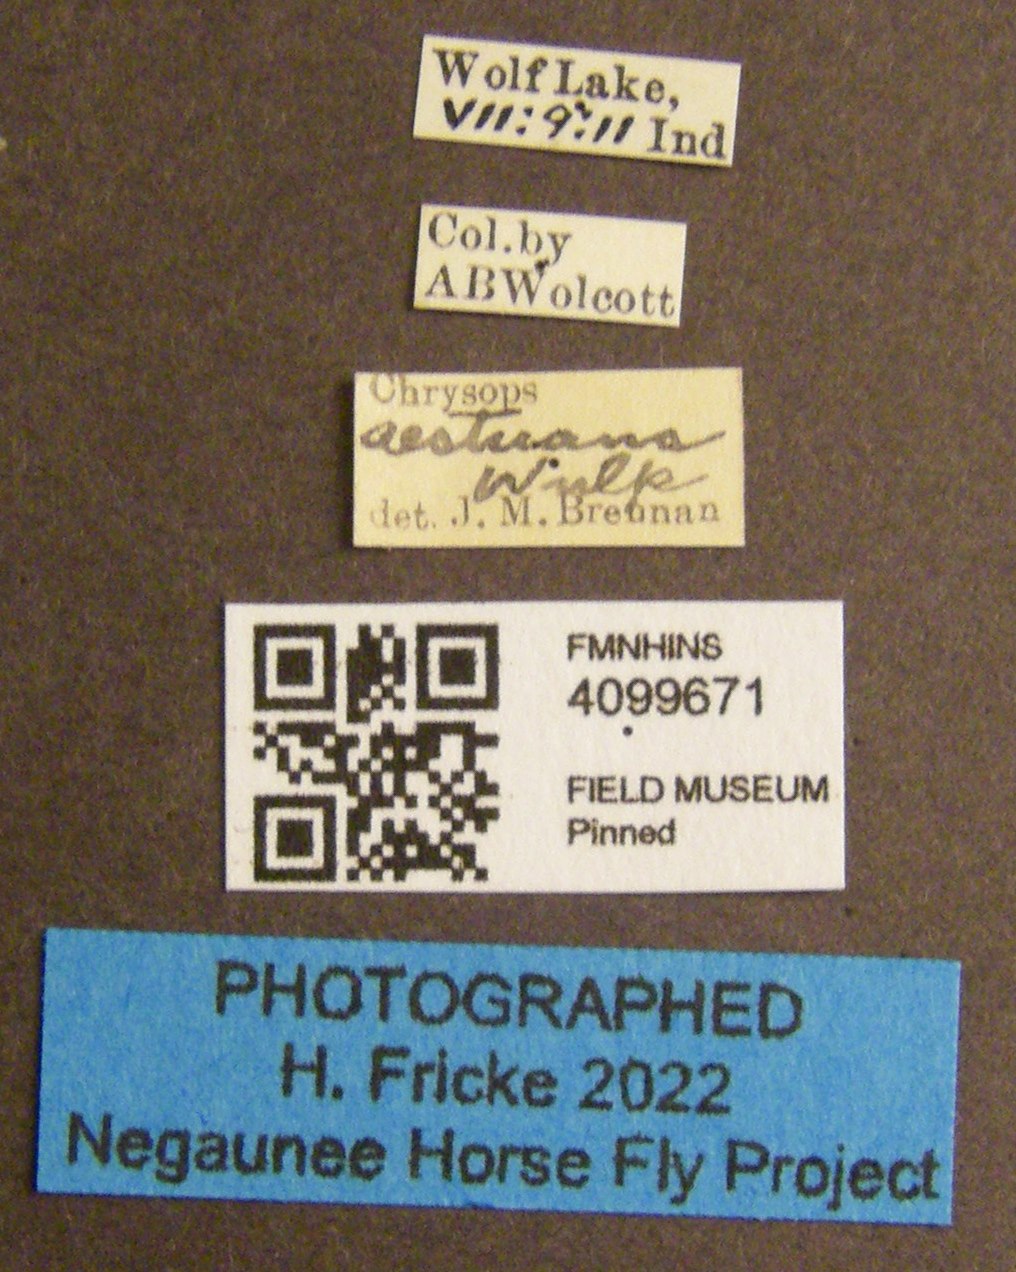 Wolf Lake,
VII:9:11 Ind
Col.by
ABWolcott
Chrysops
aestuans
Wulp
det. J. M. Brennan
FMNHINS
4099671
FIELD MUSEUM
Pinned
PHOTOGRAPHED
H. Fricke 2022
Negaunee Horse Fly Project